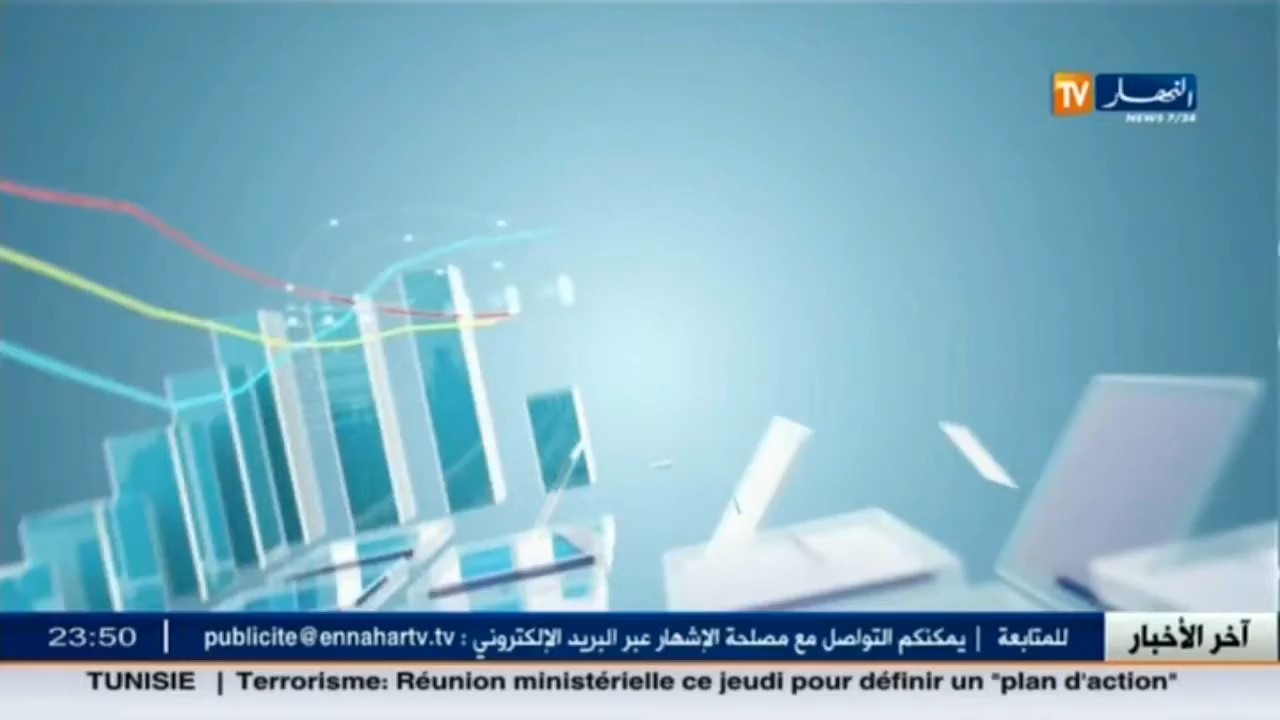 TV النهار
NEWS 7/24
آخر الأخبار
للمتابعة | يمكنكم التواصل مع مصلحة الإشهار عبر البريد الإلكتروني : publicite@ennahartv.tv | 23:50
TUNISIE | Terrorisme: Réunion ministérielle ce jeudi pour définir un "plan d'action"